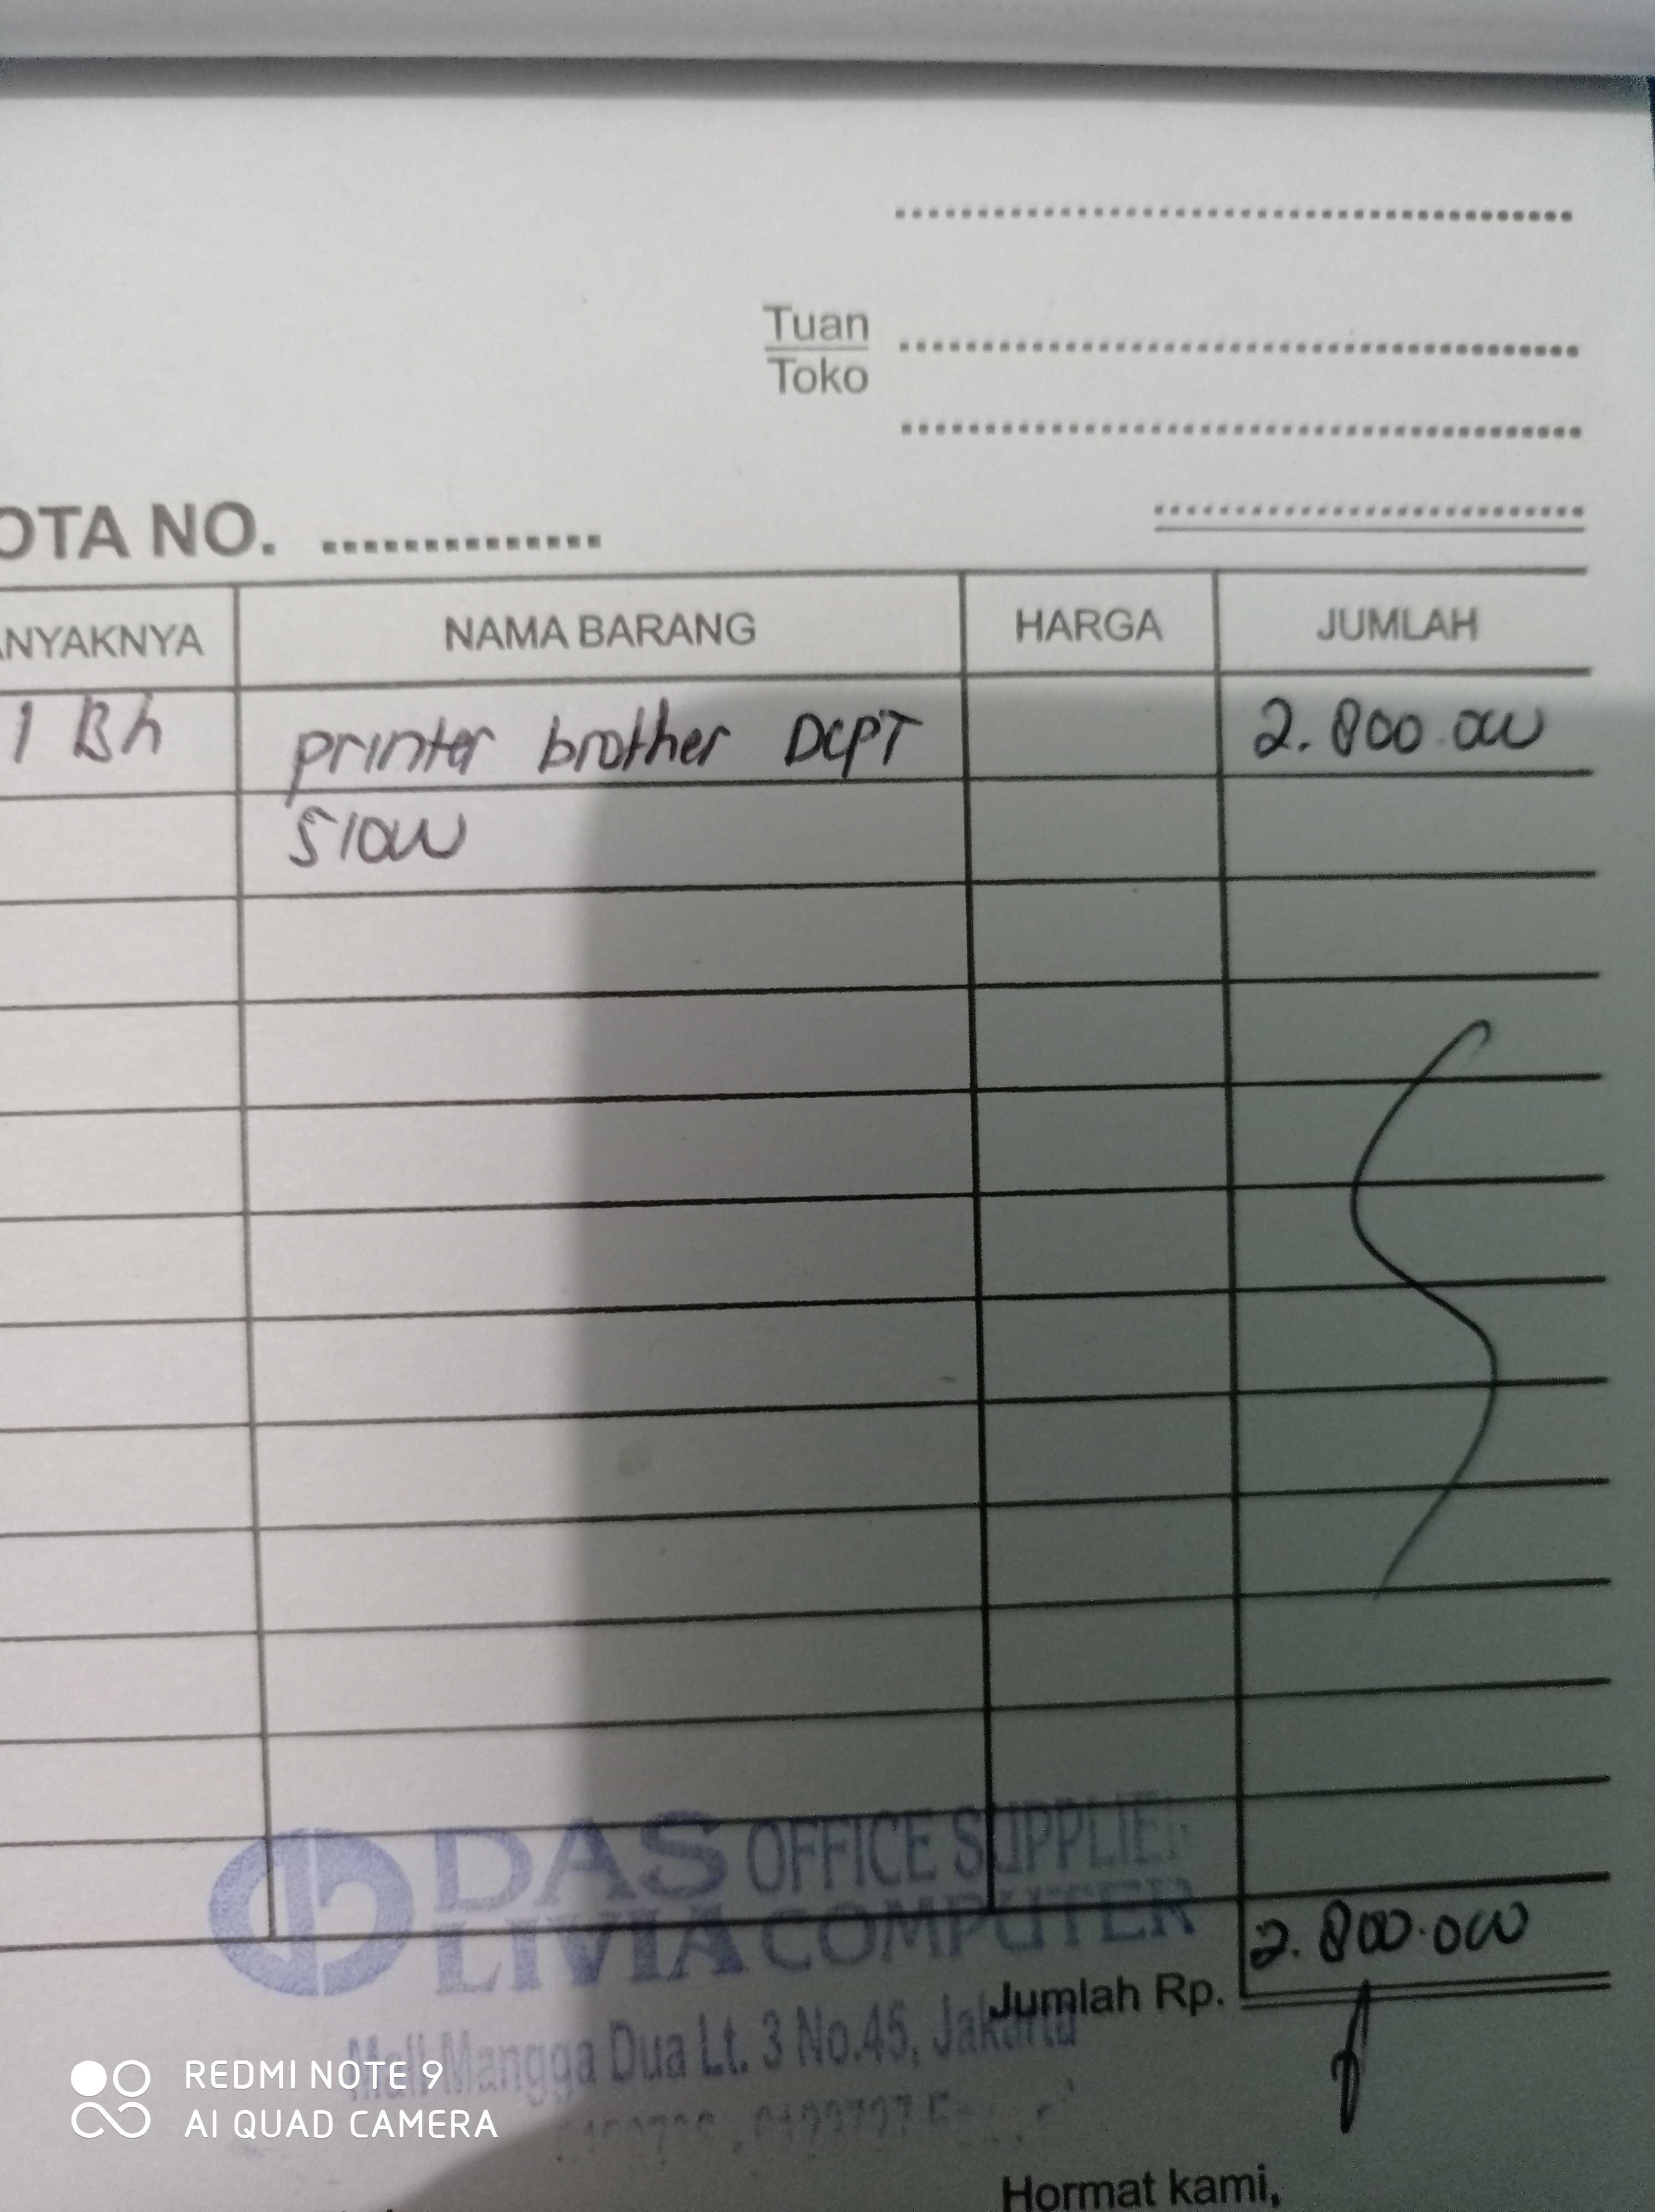 Tuan
Toko
OTA NO.
ANYAKNYA NAMA BARANG HARGA JUMLAH
1 Bh printer brother DCPT 2.800.000
510W
DAS OFFICE SUPPLIE
LIVIA COMPUTER
2.800.000
Jumlah Rp.
Mall Mangga Dua Lt. 3 No.45, Jakarta
REDMI NOTE 9
AI QUAD CAMERA
Hormat kami,